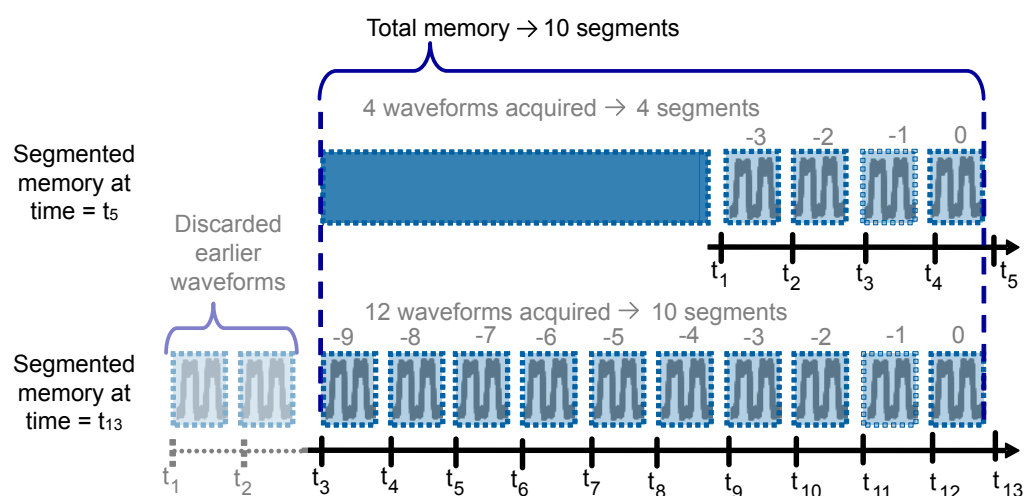 Total memory → 10 segments
4 waveforms acquired → 4 segments
-3 -2 -1 0
Segmented
memory at
time = t5
t1 t2 t3 t4 t5
Discarded
earlier
waveforms
12 waveforms acquired → 10 segments
-9 -8 -7 -6 -5 -4 -3 -2 -1 0
Segmented
memory at
time = t13
t1 t2 t3 t4 t5 t6 t7 t8 t9 t10 t11 t12 t13